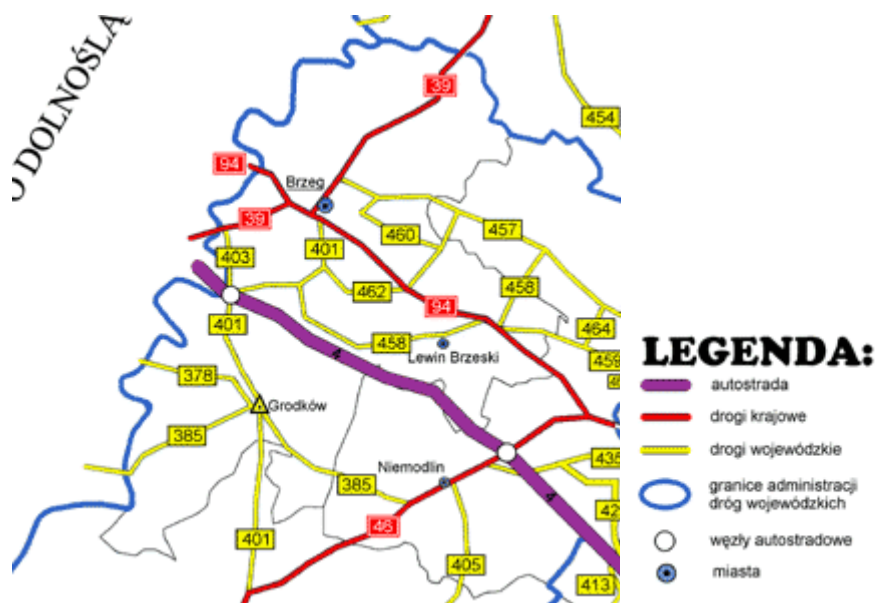 O DOLNOŚLĄ
39
454
94
Brzeg
39
460
457
403
401
462
458
94
401
458
464
4
Lewin Brzeski
459
378
Grodków
385
Niemodlin
435
385
4
46
401
405
413
LEGENDA:
autostrada
drogi krajowe
drogi wojewódzkie
granice administracji
dróg wojewódzkich
węzły autostradowe
miasta